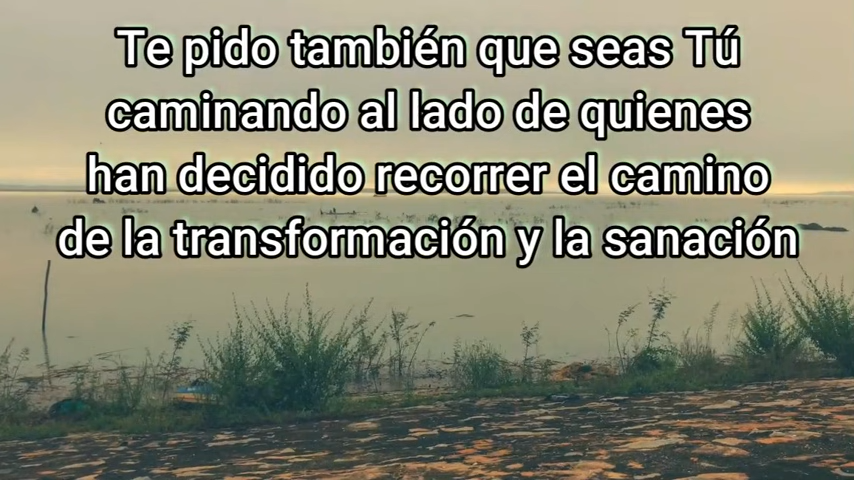 Te pido también que seas Tú
caminando al lado de quienes
han decidido recorrer el camino
de la transformación y la sanación